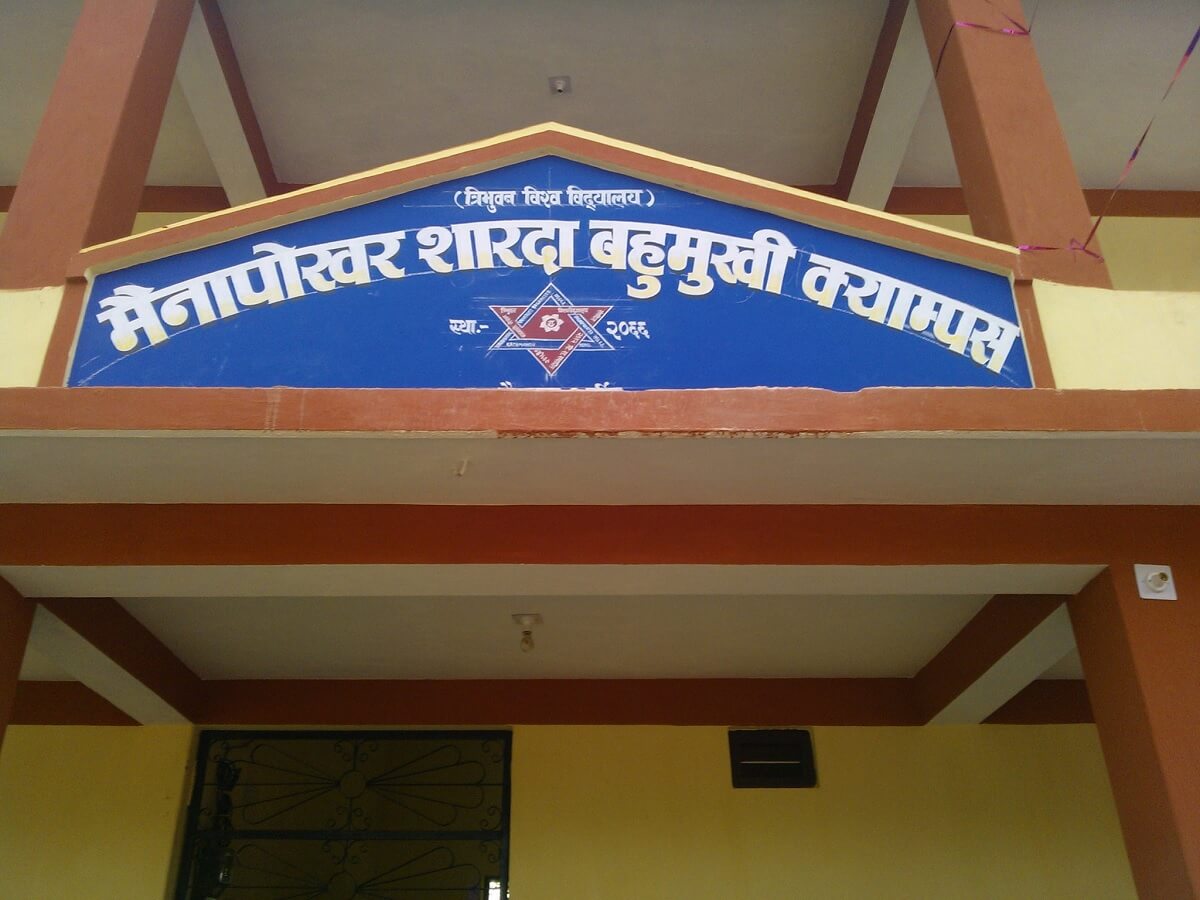 (त्रिभुवन विश्व विद्यालय)
मैनापोखर शारदा बहुमुखी क्याम्पस
स्था.- २०६६